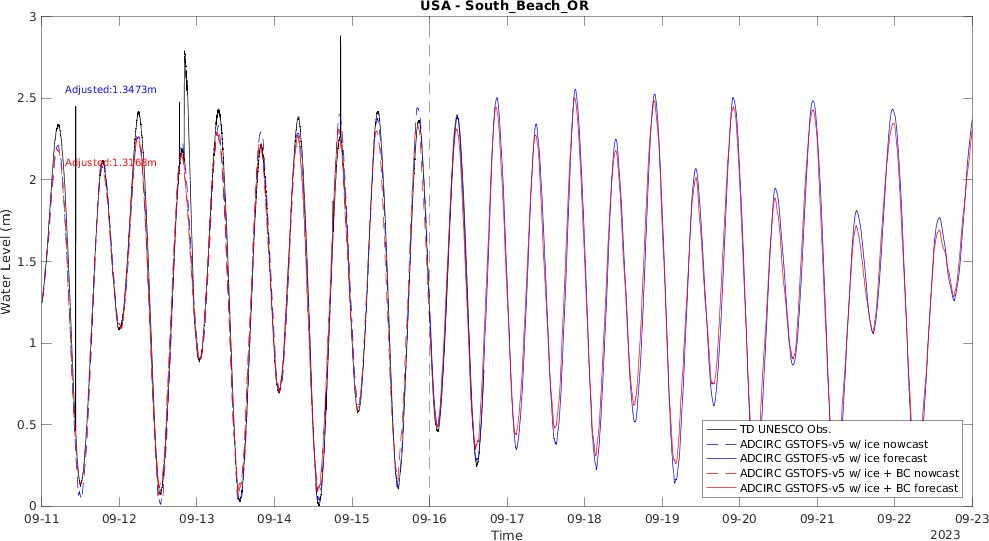 USA - South_Beach_OR
3
2.5
2
1.5
1
0.5
0
Water Level (m)
Adjusted:1.3473m
Adjusted:1.3168m
TD UNESCO Obs.
ADCIRC GSTOFS-v5 w/ ice nowcast
ADCIRC GSTOFS-v5 w/ ice forecast
ADCIRC GSTOFS-v5 w/ ice + BC nowcast
ADCIRC GSTOFS-v5 w/ ice + BC forecast
09-11 09-12 09-13 09-14 09-15 09-16 09-17 09-18 09-19 09-20 09-21 09-22 09-23
Time
2023